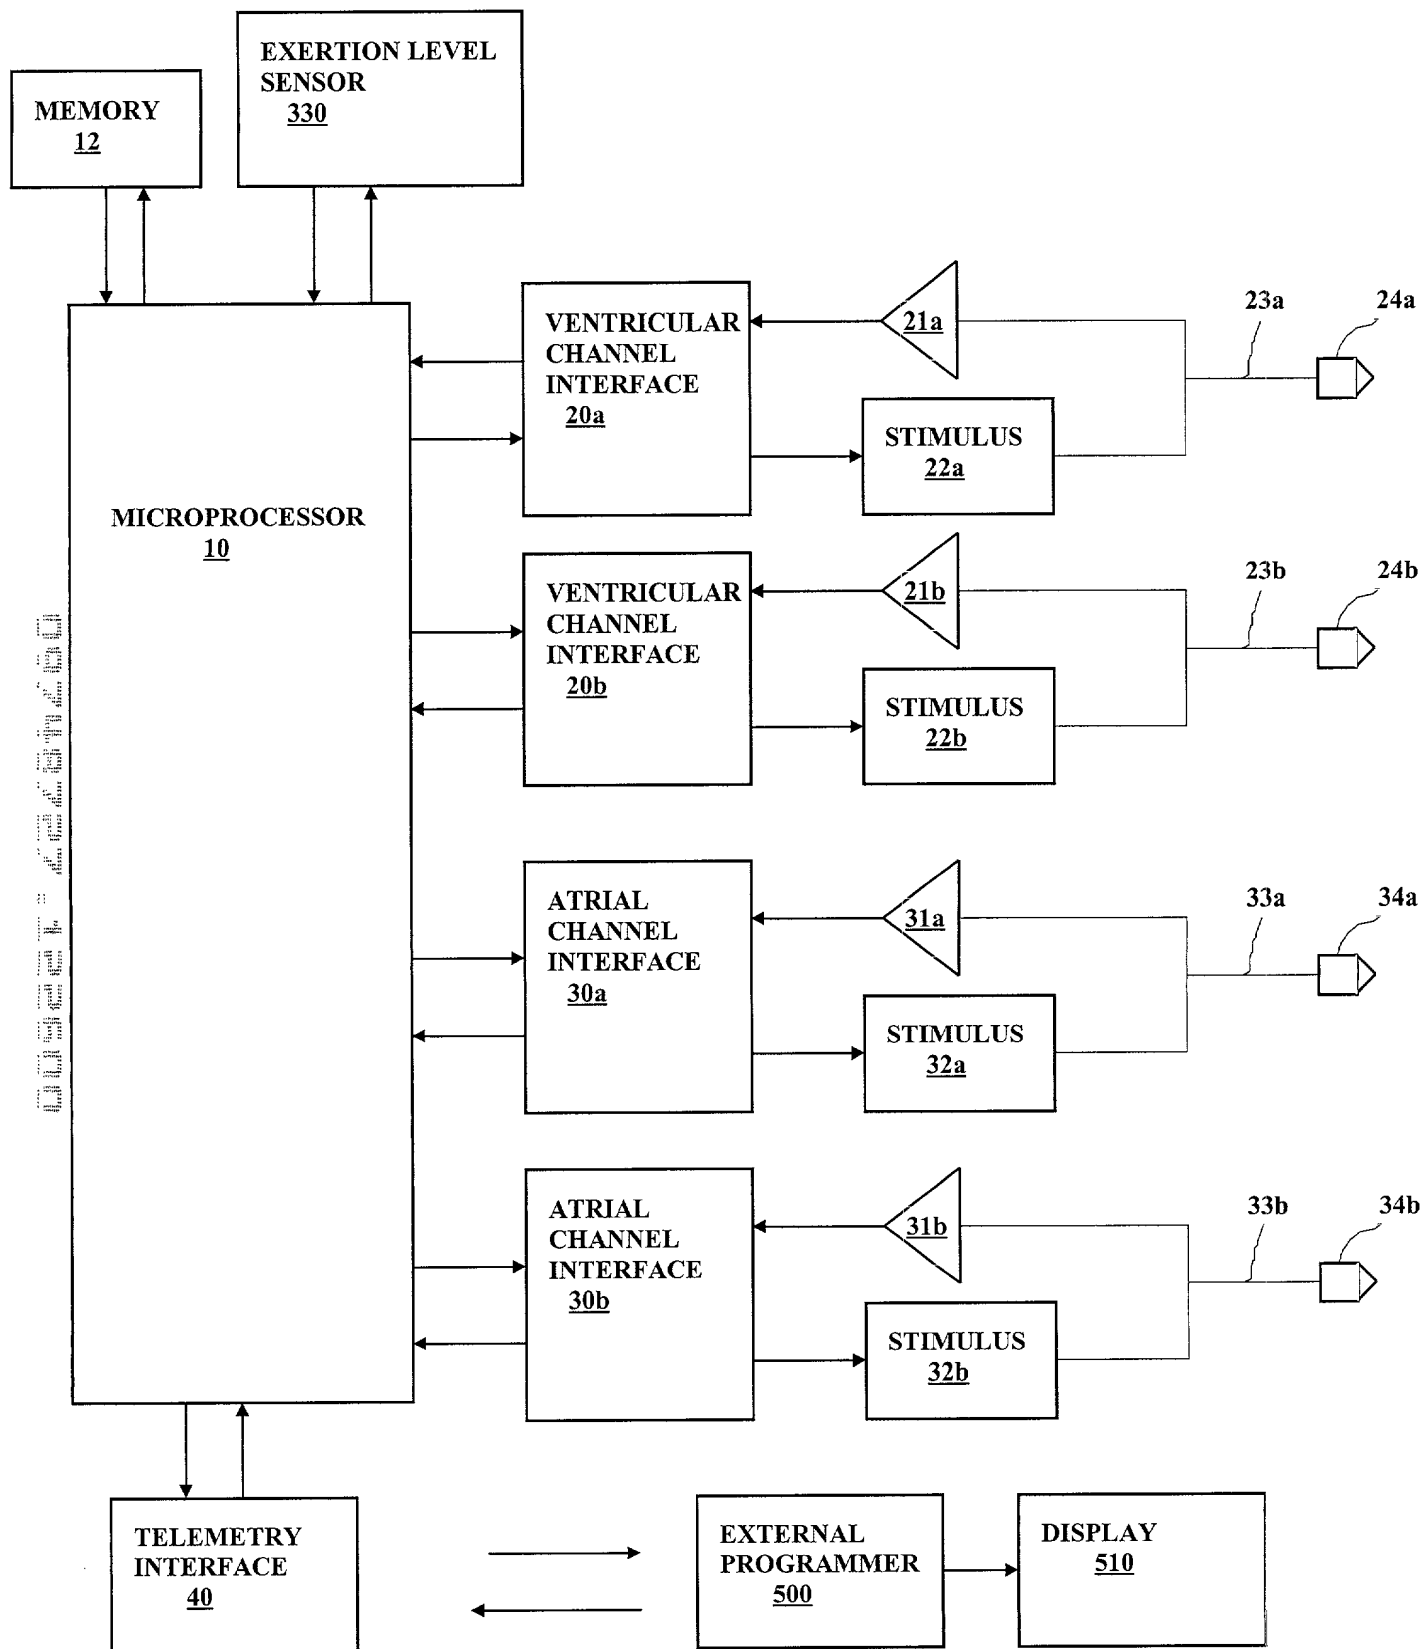 EXERTION LEVEL
SENSOR
330
MEMORY
12
VENTRICULAR
CHANNEL
INTERFACE
20a
21a
STIMULUS
22a
23a
24a
MICROPROCESSOR
10
VENTRICULAR
CHANNEL
INTERFACE
20b
21b
STIMULUS
22b
23b
24b
ATRIAL
CHANNEL
INTERFACE
30a
31a
STIMULUS
32a
33a
34a
ATRIAL
CHANNEL
INTERFACE
30b
31b
STIMULUS
32b
33b
34b
TELEMETRY
INTERFACE
40
EXTERNAL
PROGRAMMER
500
DISPLAY
510